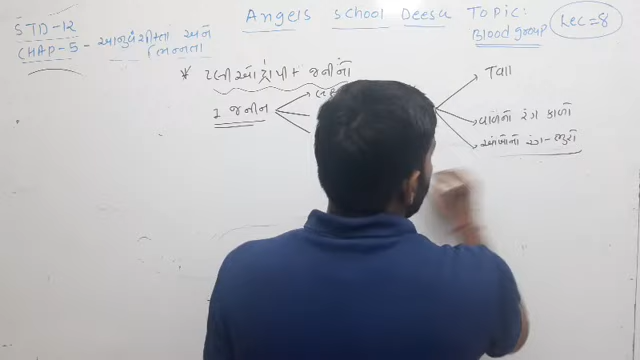 STD-12
CHAP-5 - આનુવંશીકતા અને ભિન્નતા
Angels School Deesa
Topic: Blood group
Lec=8
* પ્લીઓટ્રોપીક જનીનો
1 જનીન
Tall
વાળનો રંગ કાળો
આંખોનો રંગ - ભુરો